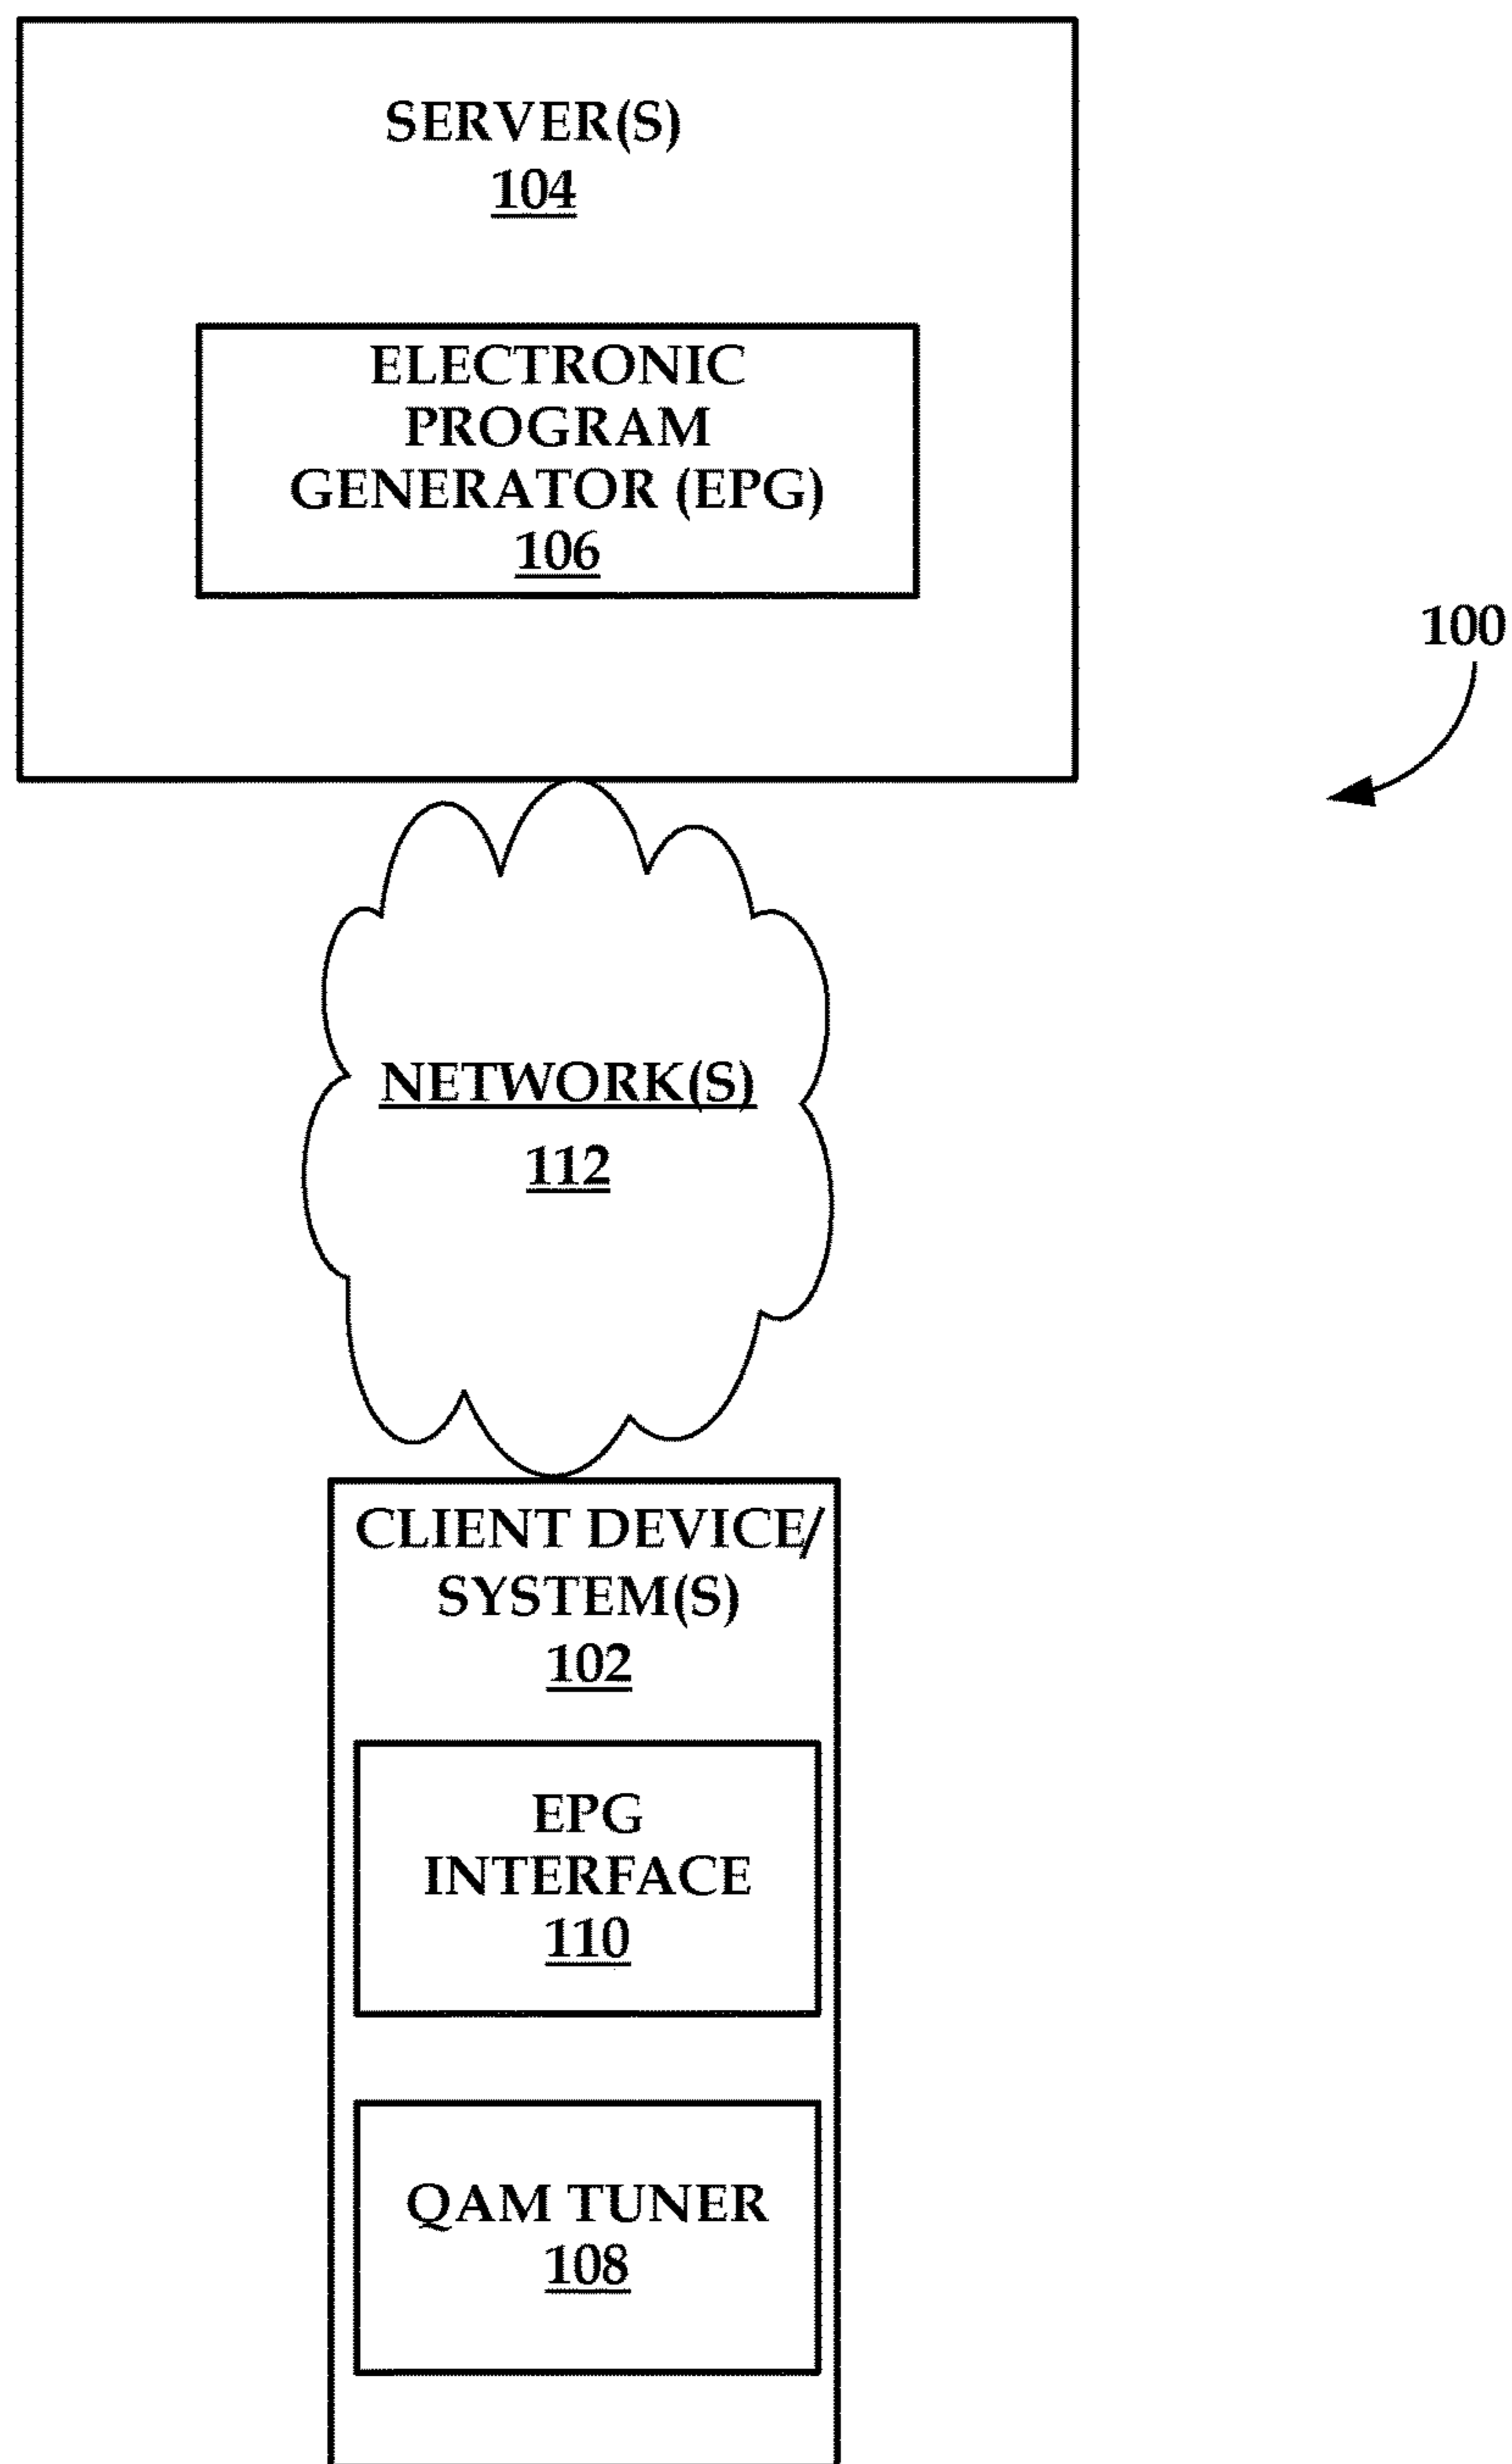 SERVER(S)
104
ELECTRONIC
PROGRAM
GENERATOR (EPG)
106
100
NETWORK(S)
112
CLIENT DEVICE/
SYSTEM(S)
102
EPG
INTERFACE
110
QAM TUNER
108